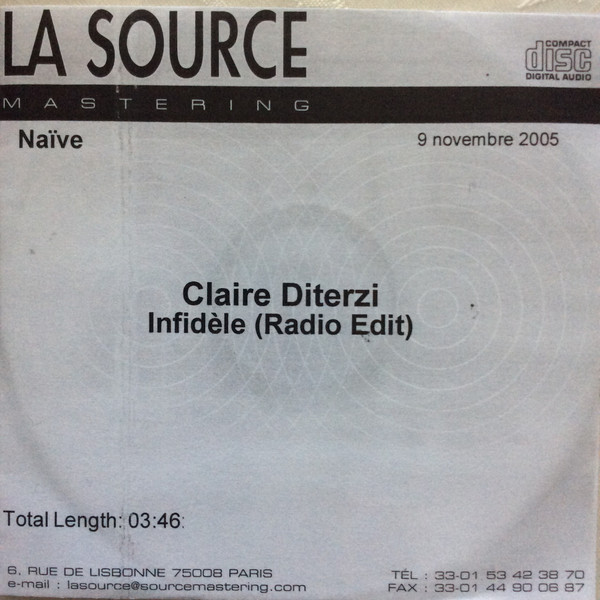 LA SOURCE
COMPACT
disc
DIGITAL AUDIO
MASTERING
Naïve
9 novembre 2005
Claire Diterzi
Infidèle (Radio Edit)
Total Length: 03:46:
6, RUE DE LISBONNE 75008 PARIS
TÉL : 33-01 53 42 38 70
e-mail : lasource@sourcemastering.com
FAX : 33-01 44 90 06 87